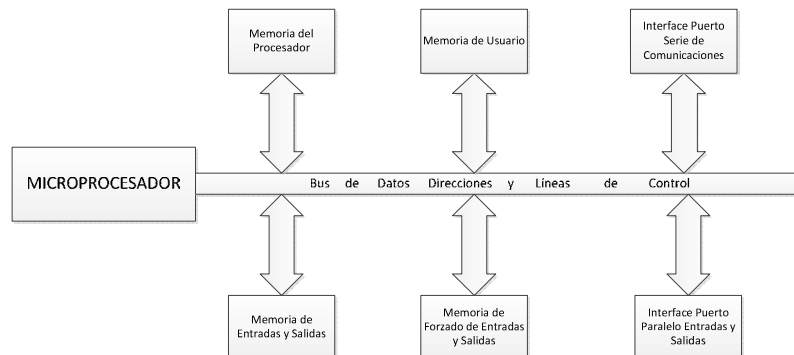 Memoria del
Procesador
Memoria de Usuario
Interface Puerto
Serie de
Comunicaciones
MICROPROCESADOR
Bus de Datos Direcciones y Líneas de Control
Memoria de
Entradas y Salidas
Memoria de
Forzado de Entradas
y Salidas
Interface Puerto
Paralelo Entradas y
Salidas